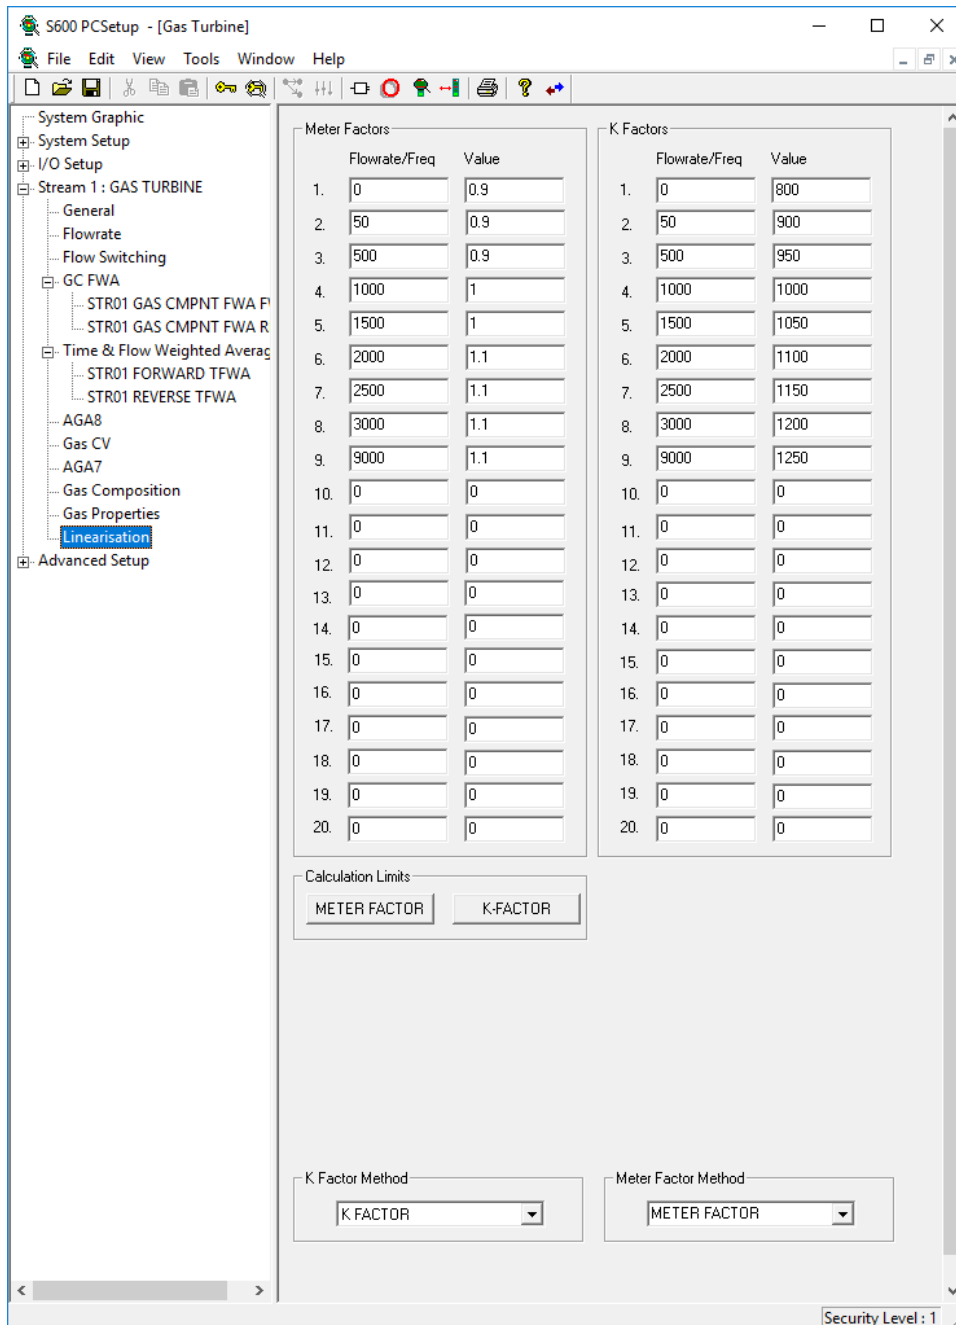 S600 PCSetup - [Gas Turbine]
File Edit View Tools Window Help
System Graphic
System Setup
I/O Setup
Stream 1 : GAS TURBINE
General
Flowrate
Flow Switching
GC FWA
STR01 GAS CMPNT FWA F
STR01 GAS CMPNT FWA R
Time & Flow Weighted Averag
STR01 FORWARD TFWA
STR01 REVERSE TFWA
AGA8
Gas CV
AGA7
Gas Composition
Gas Properties
Linearisation
Advanced Setup
Meter Factors
Flowrate/Freq Value
1. 0 0.9
2. 50 0.9
3. 500 0.9
4. 1000 1
5. 1500 1
6. 2000 1.1
7. 2500 1.1
8. 3000 1.1
9. 9000 1.1
10. 0 0
11. 0 0
12. 0 0
13. 0 0
14. 0 0
15. 0 0
16. 0 0
17. 0 0
18. 0 0
19. 0 0
20. 0 0
K Factors
Flowrate/Freq Value
1. 0 800
2. 50 900
3. 500 950
4. 1000 1000
5. 1500 1050
6. 2000 1100
7. 2500 1150
8. 3000 1200
9. 9000 1250
10. 0 0
11. 0 0
12. 0 0
13. 0 0
14. 0 0
15. 0 0
16. 0 0
17. 0 0
18. 0 0
19. 0 0
20. 0 0
Calculation Limits
METER FACTOR K-FACTOR
K Factor Method
K FACTOR
Meter Factor Method
METER FACTOR
Security Level : 1